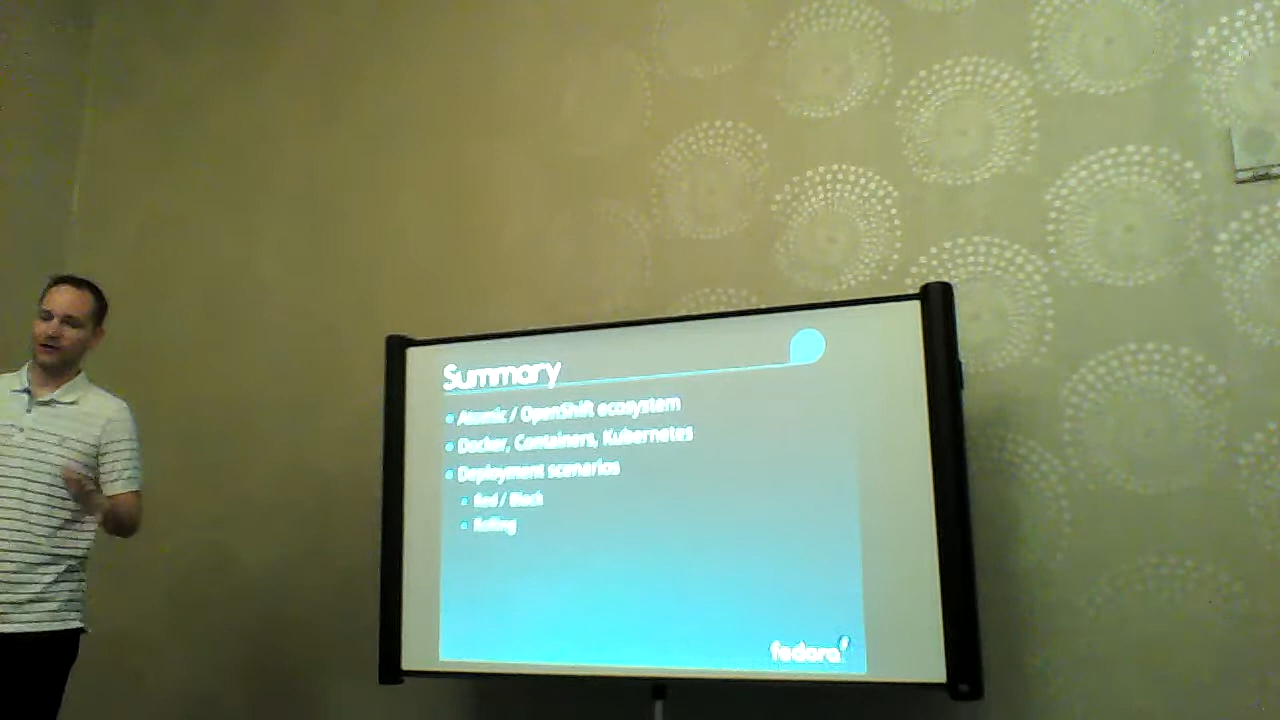 Summary
Atomic / OpenShift ecosystem
Docker, Containers, Kubernetes
Deployment scenarios
Red / Black
Rolling
fedora